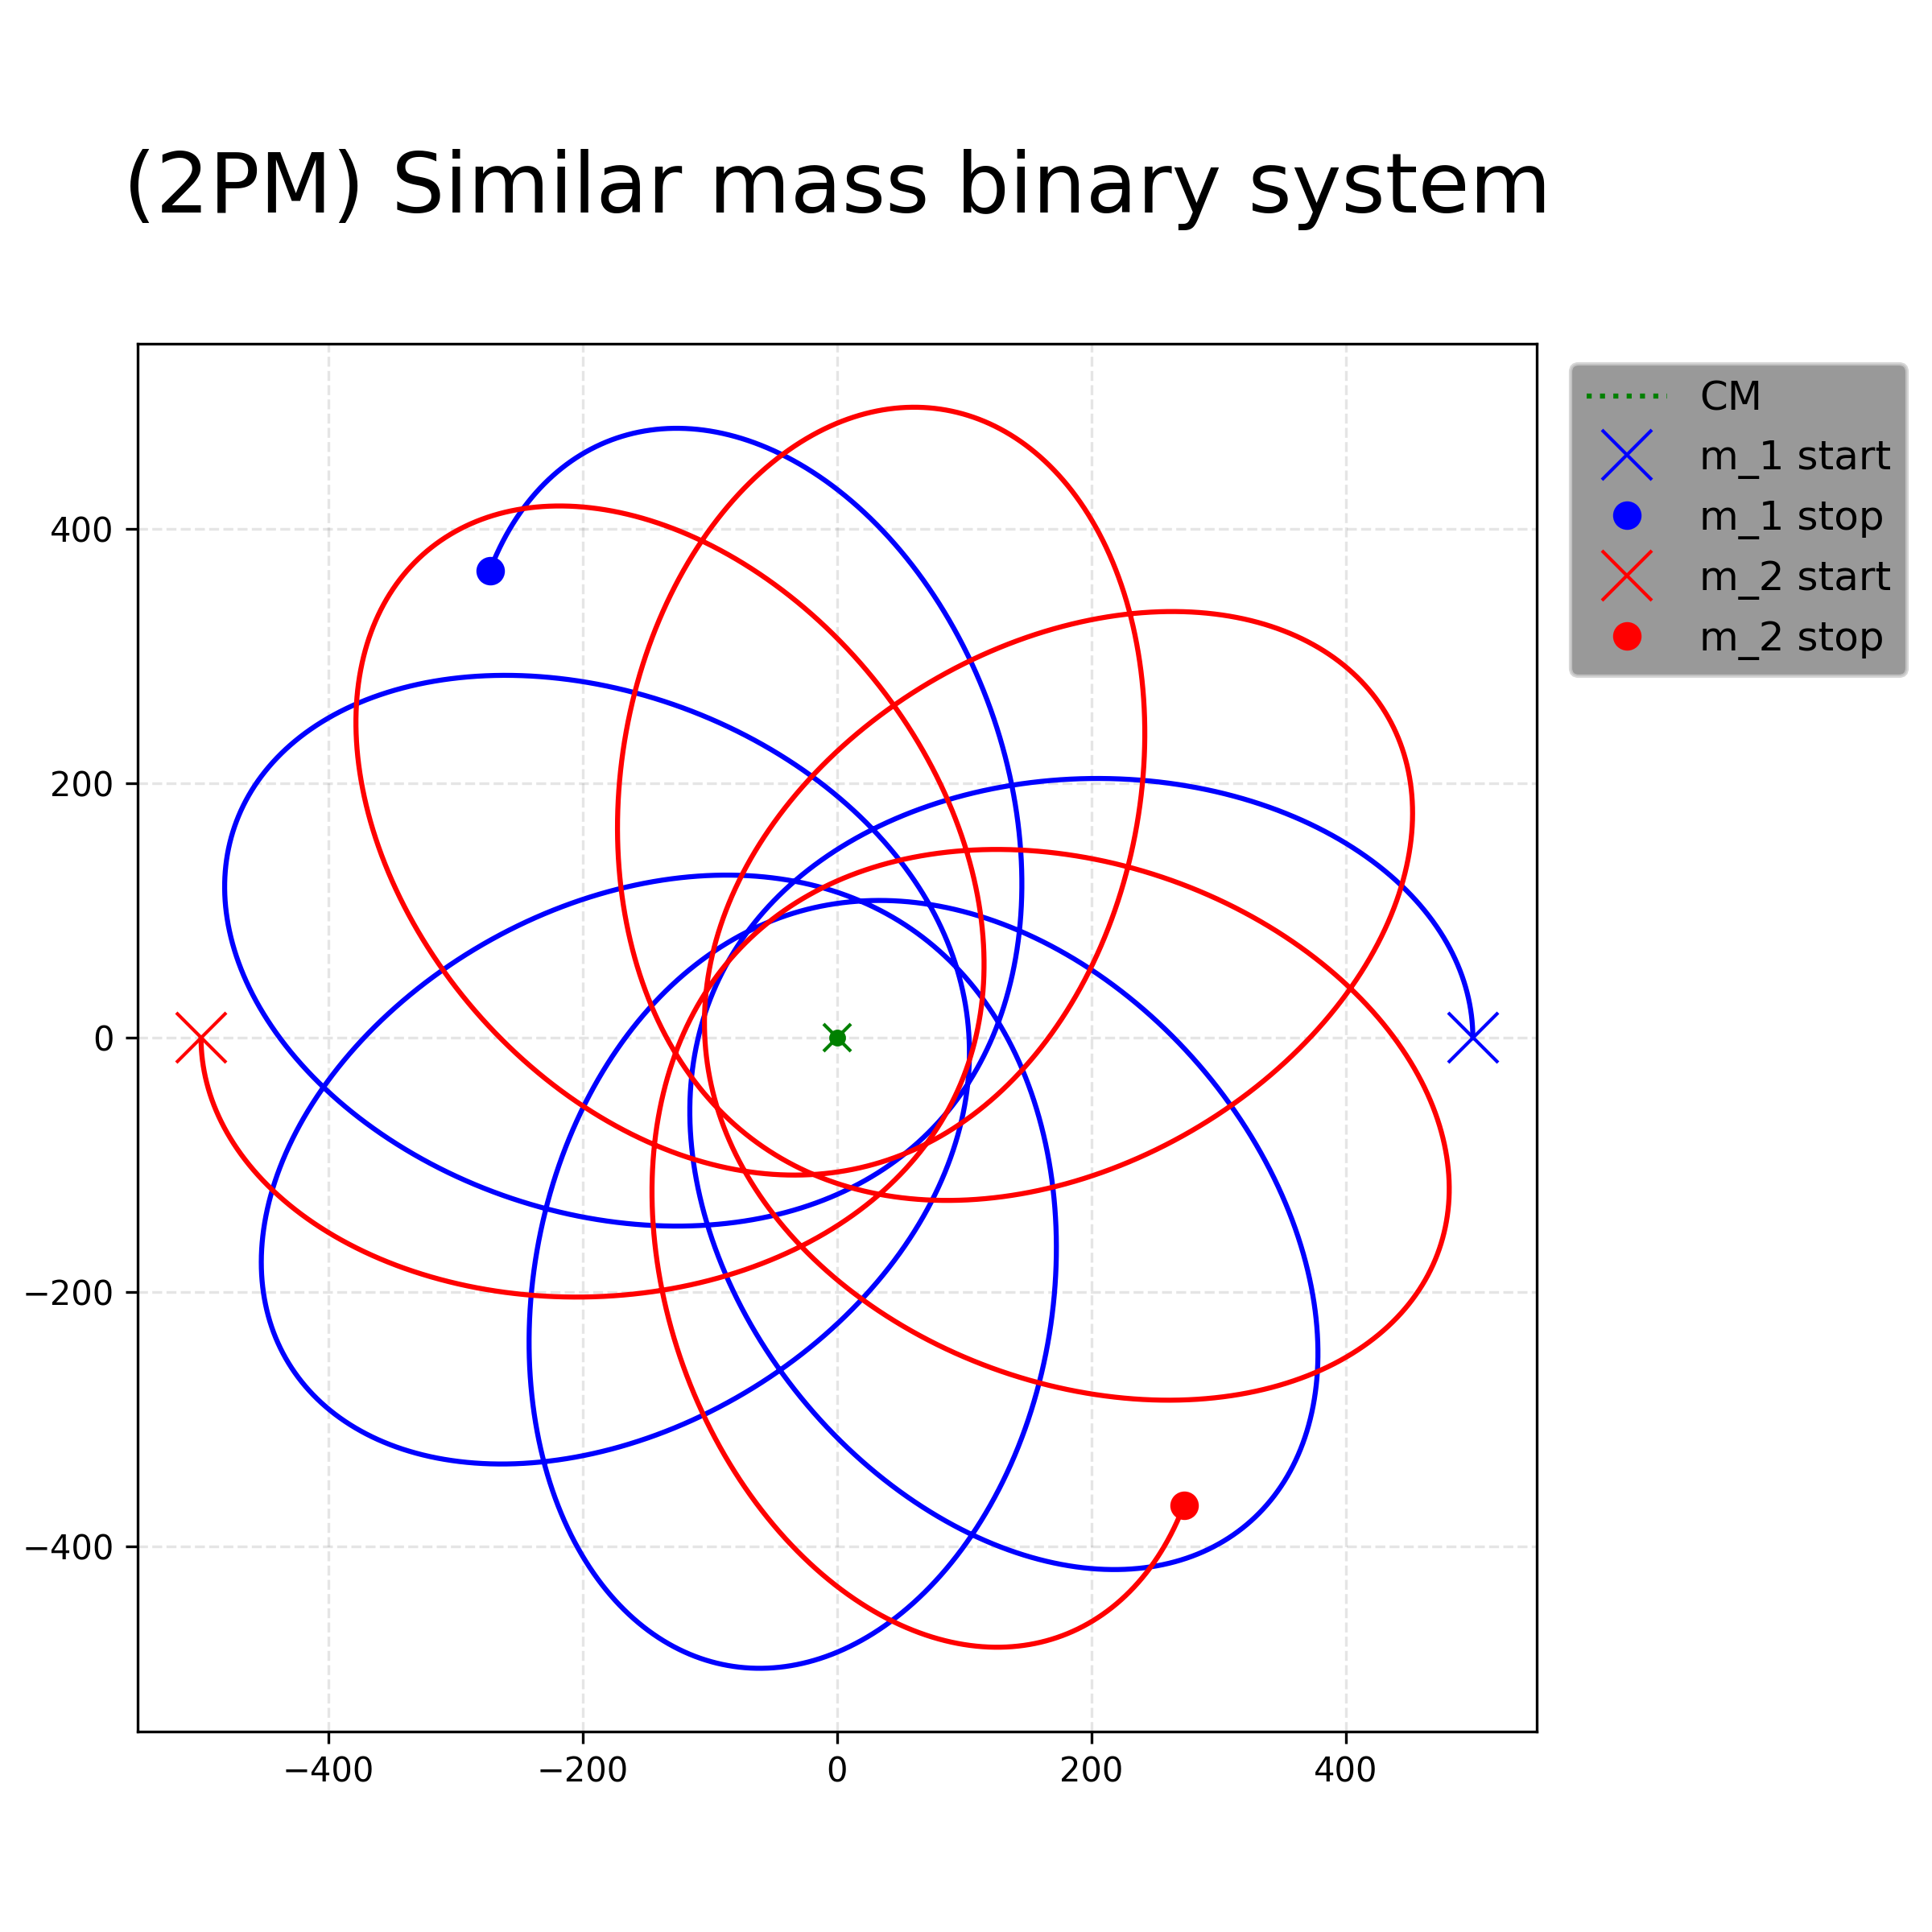 (2PM) Similar mass binary system
CM
m_1 start
m_1 stop
m_2 start
m_2 stop
400
200
0
−200
−400
−400 −200 0 200 400